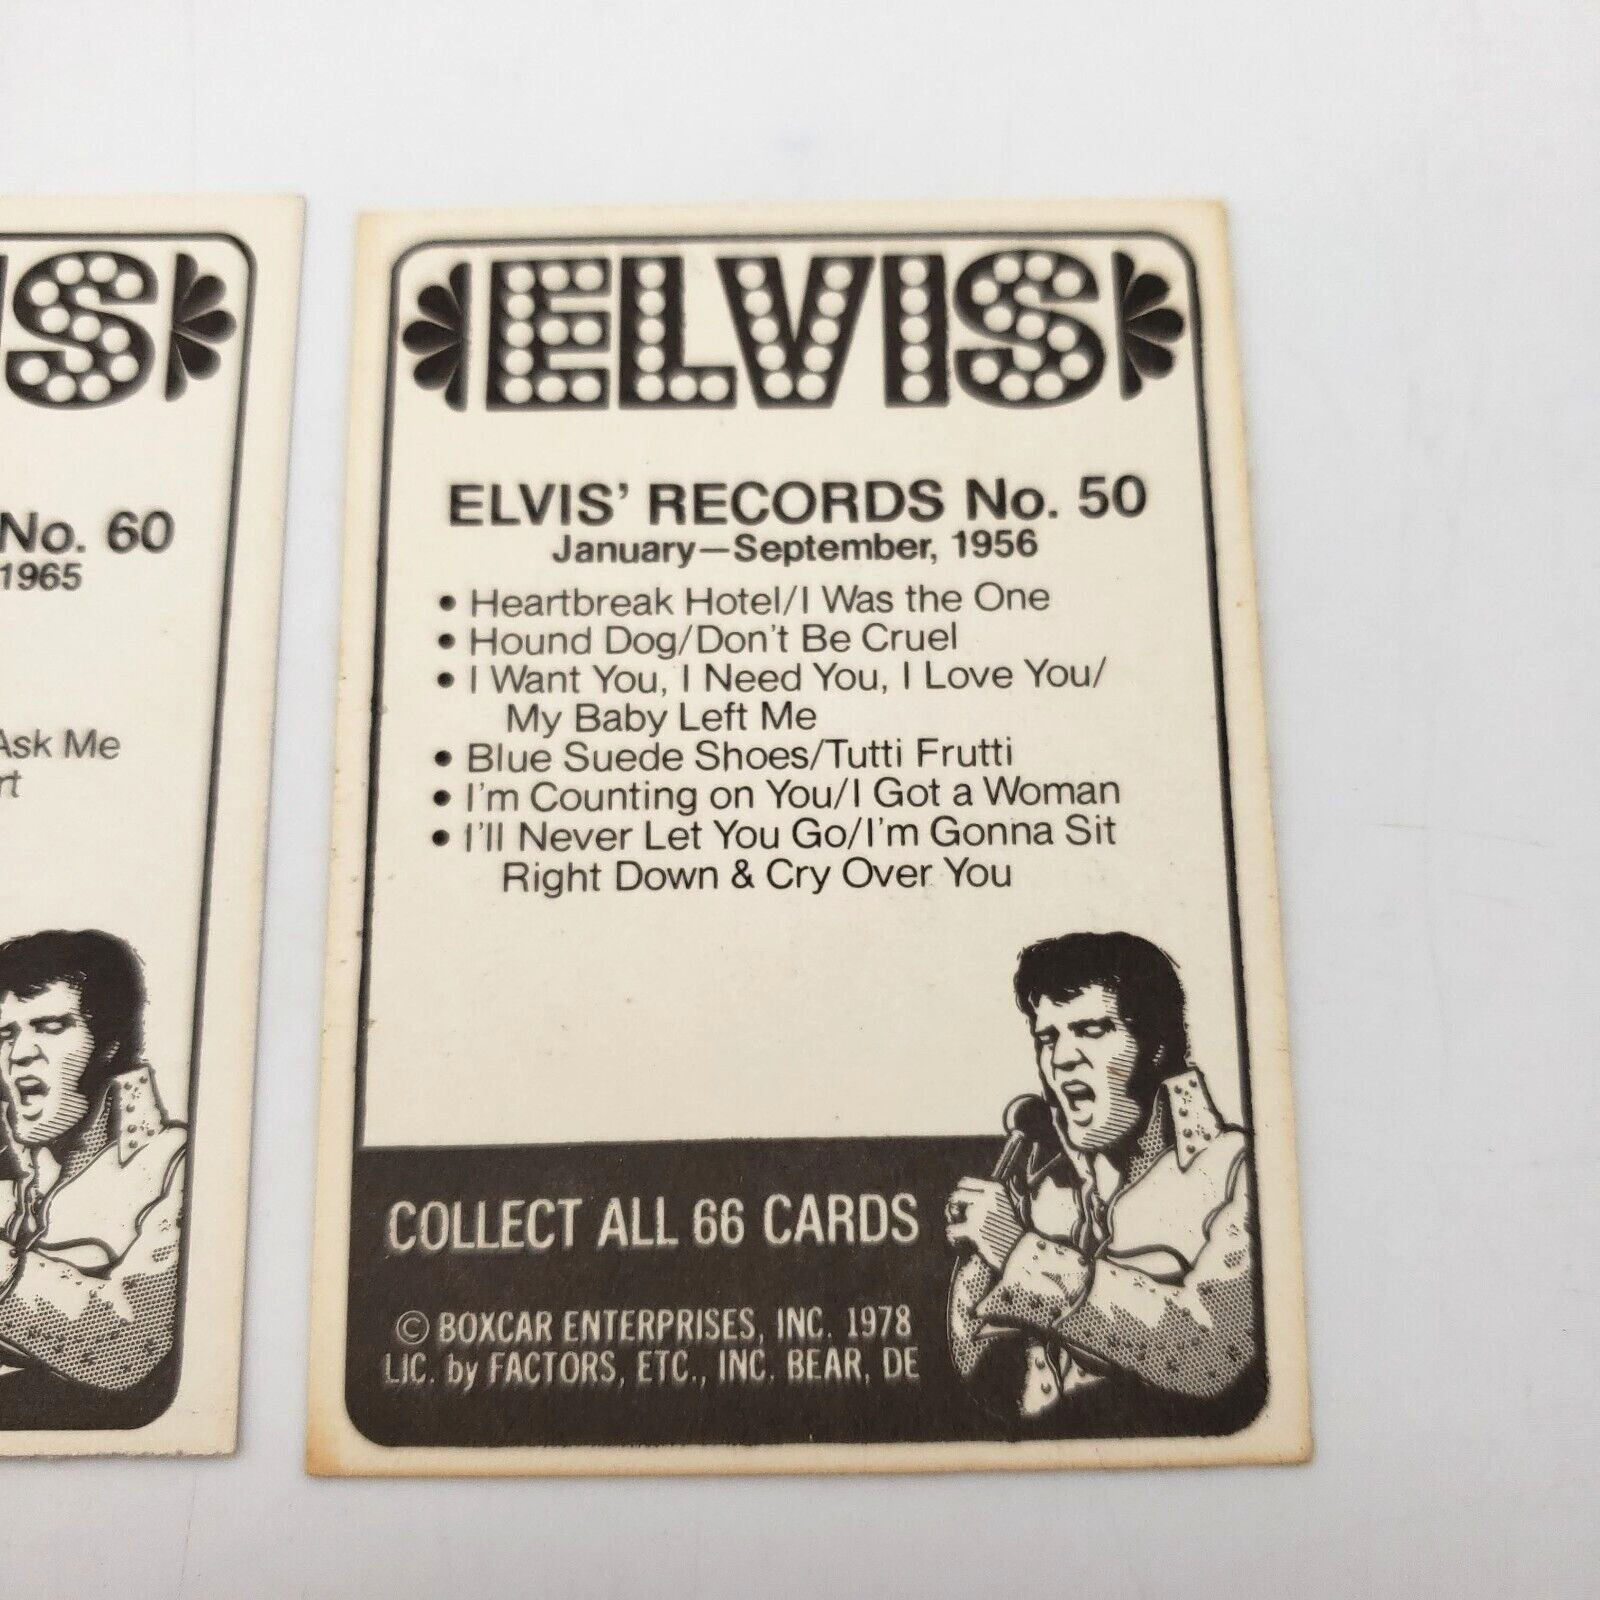 IS
No. 60
1965
Ask Me
rt
ELVIS
ELVIS' RECORDS No. 50
January—September, 1956
• Heartbreak Hotel/I Was the One
• Hound Dog/Don't Be Cruel
• I Want You, I Need You, I Love You/
My Baby Left Me
• Blue Suede Shoes/Tutti Frutti
• I'm Counting on You/I Got a Woman
• I'll Never Let You Go/I'm Gonna Sit
Right Down & Cry Over You
COLLECT ALL 66 CARDS
© BOXCAR ENTERPRISES, INC. 1978
LIC. by FACTORS, ETC., INC. BEAR, DE